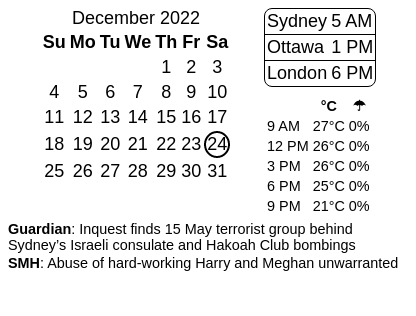 December 2022
Su Mo Tu We Th Fr Sa
1 2 3
4 5 6 7 8 9 10
11 12 13 14 15 16 17
18 19 20 21 22 23 24
25 26 27 28 29 30 31
Sydney 5 AM
Ottawa 1 PM
London 6 PM
°C ☂
9 AM 27°C 0%
12 PM 26°C 0%
3 PM 26°C 0%
6 PM 25°C 0%
9 PM 21°C 0%
Guardian: Inquest finds 15 May terrorist group behind
Sydney’s Israeli consulate and Hakoah Club bombings
SMH: Abuse of hard-working Harry and Meghan unwarranted